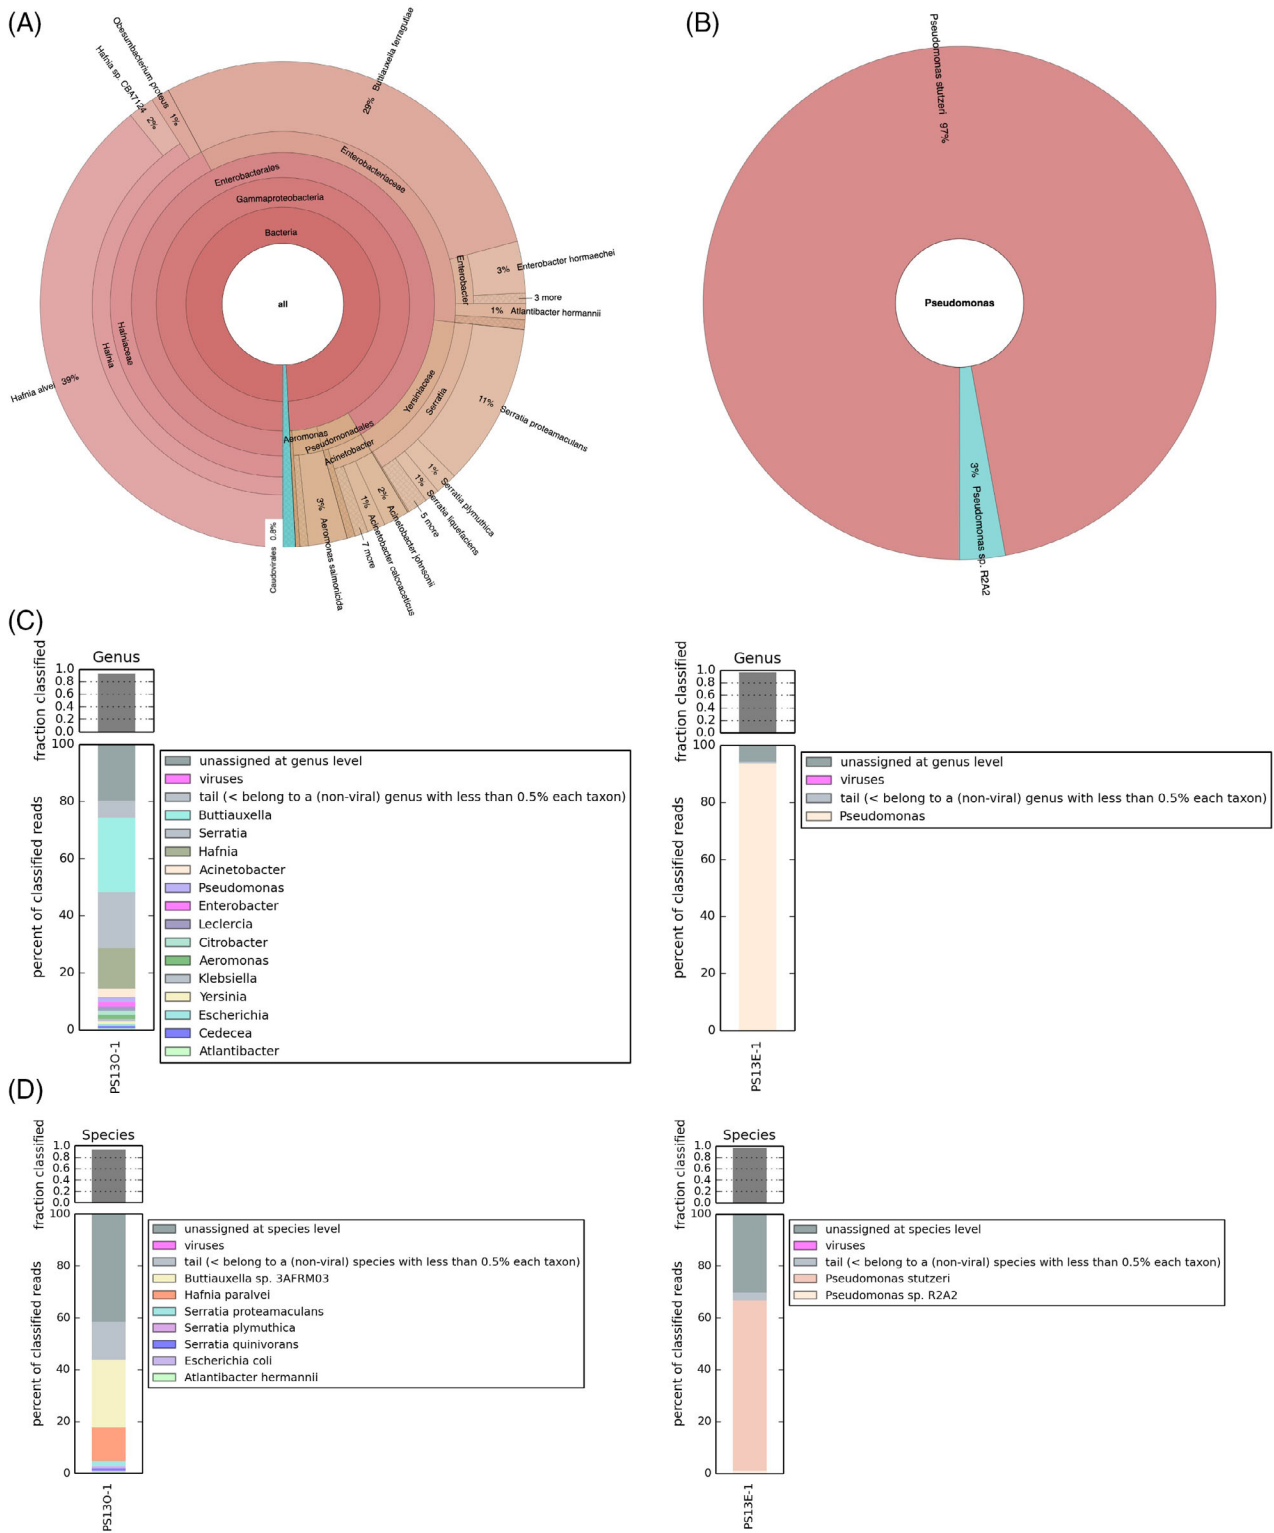 (A)
(B)
Obesumbacterium proteus 1%
Hafnia sp. CBA7124 2%
29% Buttiauxella ferragutiae
Enterobacterales
Enterobacteriaceae
Gammaproteobacteria
Bacteria
all
Enterobacter
3% Enterobacter hormaechei
3 more
1% Atlantibacter hermannii
Hafniaceae
Hafnia
Hafnia alvei 39%
Yersiniaceae
Serratia
11% Serratia proteamaculans
1% Serratia plymuthica
1% Serratia liquefaciens
5 more
Aeromonas
Pseudomonadales
Acinetobacter
2% Acinetobacter johnsonii
1% Acinetobacter calcoaceticus
7 more
3% Aeromonas salmonicida
Caudovirales 0.8%
Pseudomonas stutzeri 97%
Pseudomonas
3% Pseudomonas sp. R2A2
(C)
Genus
fraction classified
1.0
0.8
0.6
0.4
0.2
0.0
percent of classified reads
100
80
60
40
20
0
PS13O-1
unassigned at genus level
viruses
tail (< belong to a (non-viral) genus with less than 0.5% each taxon)
Buttiauxella
Serratia
Hafnia
Acinetobacter
Pseudomonas
Enterobacter
Leclercia
Citrobacter
Aeromonas
Klebsiella
Yersinia
Escherichia
Cedecea
Atlantibacter
Genus
fraction classified
1.0
0.8
0.6
0.4
0.2
0.0
percent of classified reads
100
80
60
40
20
0
PS13E-1
unassigned at genus level
viruses
tail (< belong to a (non-viral) genus with less than 0.5% each taxon)
Pseudomonas
(D)
Species
fraction classified
1.0
0.8
0.6
0.4
0.2
0.0
percent of classified reads
100
80
60
40
20
0
PS13O-1
unassigned at species level
viruses
tail (< belong to a (non-viral) species with less than 0.5% each taxon)
Buttiauxella sp. 3AFRM03
Hafnia paralvei
Serratia proteamaculans
Serratia plymuthica
Serratia quinivorans
Escherichia coli
Atlantibacter hermannii
Species
fraction classified
1.0
0.8
0.6
0.4
0.2
0.0
percent of classified reads
100
80
60
40
20
0
PS13E-1
unassigned at species level
viruses
tail (< belong to a (non-viral) species with less than 0.5% each taxon)
Pseudomonas stutzeri
Pseudomonas sp. R2A2